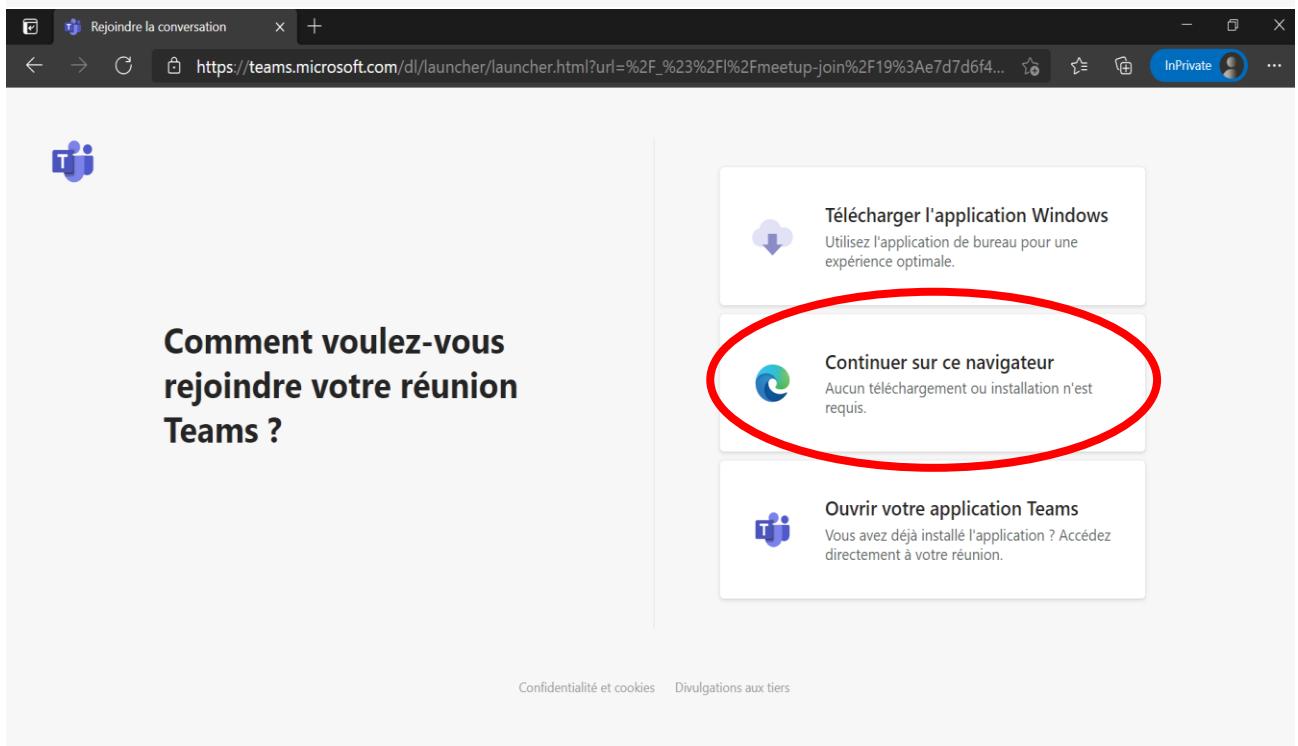 Rejoindre la conversation
https://teams.microsoft.com/dl/launcher/launcher.html?url=%2F_%23%2Fl%2Fmeetup-join%2F19%3Ae7d7d6f4...
InPrivate
Télécharger l'application Windows
Utilisez l'application de bureau pour une
expérience optimale.
Comment voulez-vous
rejoindre votre réunion
Teams ?
Continuer sur ce navigateur
Aucun téléchargement ou installation n'est
requis.
Ouvrir votre application Teams
Vous avez déjà installé l'application ? Accédez
directement à votre réunion.
Confidentialité et cookies Divulgations aux tiers